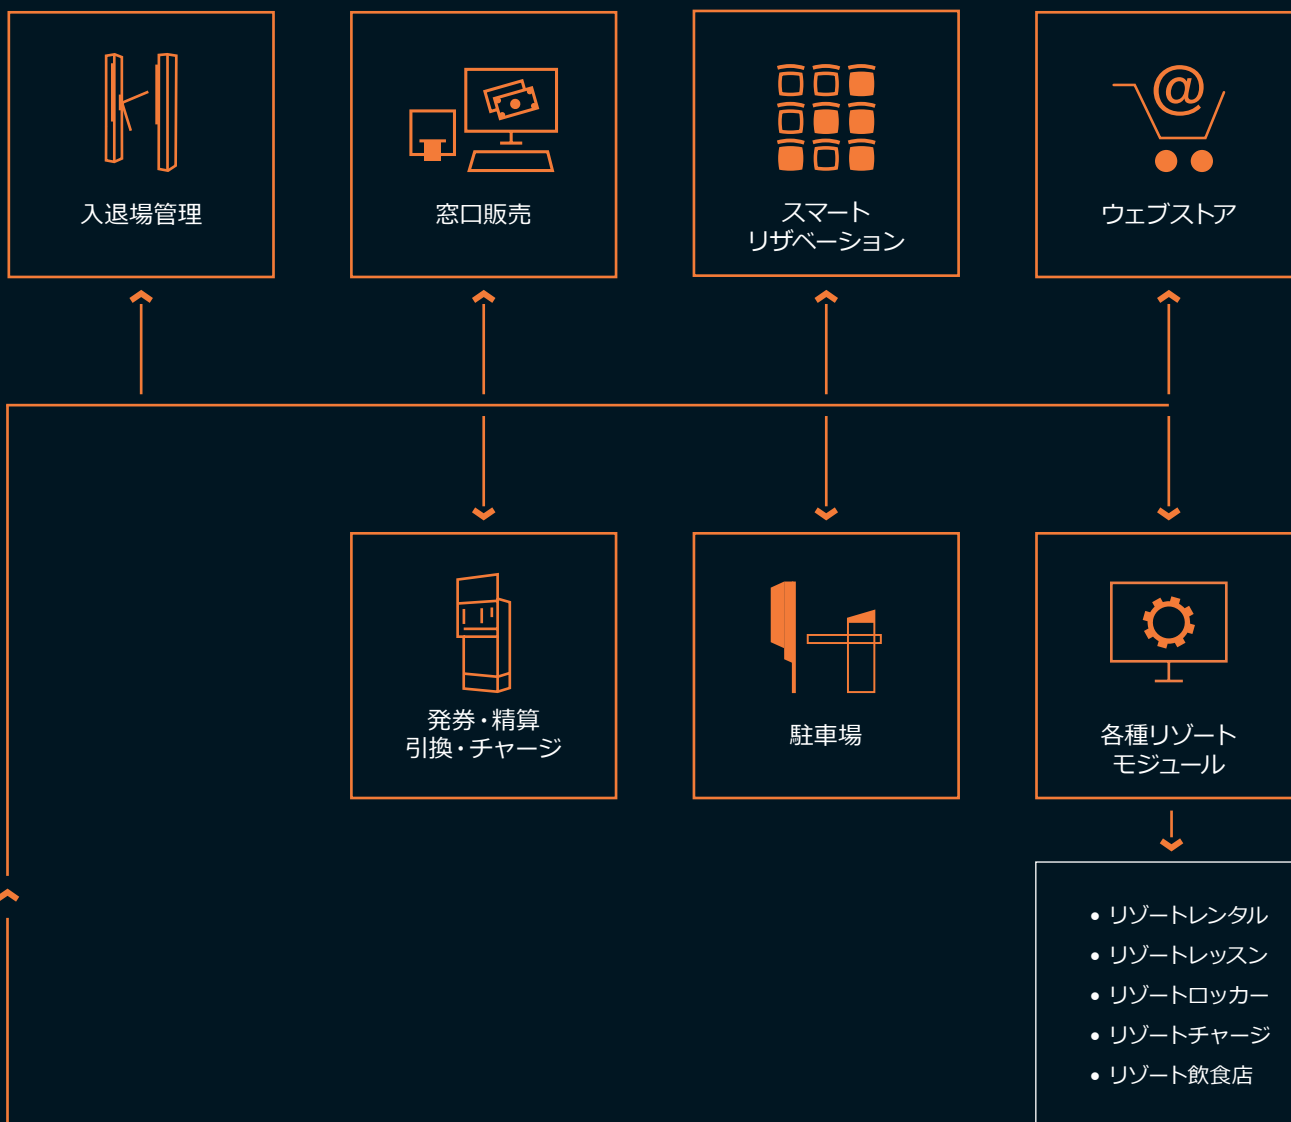 入退場管理
窓口販売
スマート
リザベーション
ウェブストア
発券・精算
引換・チャージ
駐車場
各種リゾート
モジュール
• リゾートレンタル
• リゾートレッスン
• リゾートロッカー
• リゾートチャージ
• リゾート飲食店